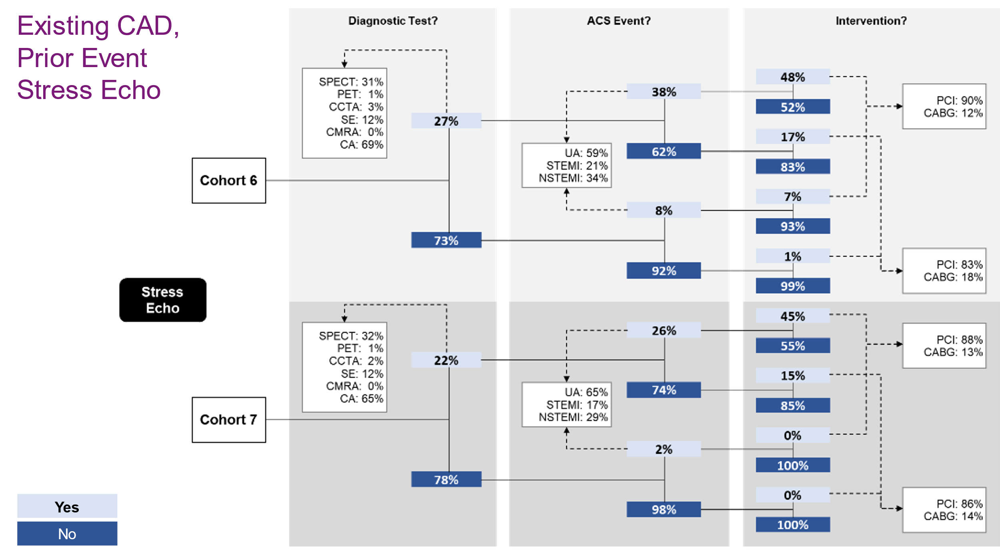 Existing CAD,
Prior Event
Stress Echo
Diagnostic Test?
ACS Event?
Intervention?
SPECT: 31%
PET: 1%
CCTA: 3%
SE: 12%
CMRA: 0%
CA: 69%
27%
73%
Cohort 6
38%
62%
UA: 59%
STEMI: 21%
NSTEMI: 34%
8%
92%
48%
52%
17%
83%
7%
93%
1%
99%
PCI: 90%
CABG: 12%
PCI: 83%
CABG: 18%
Stress
Echo
SPECT: 32%
PET: 1%
CCTA: 2%
SE: 12%
CMRA: 0%
CA: 65%
22%
78%
Cohort 7
26%
74%
UA: 65%
STEMI: 17%
NSTEMI: 29%
2%
98%
45%
55%
15%
85%
0%
100%
0%
100%
PCI: 88%
CABG: 13%
PCI: 86%
CABG: 14%
Yes
No